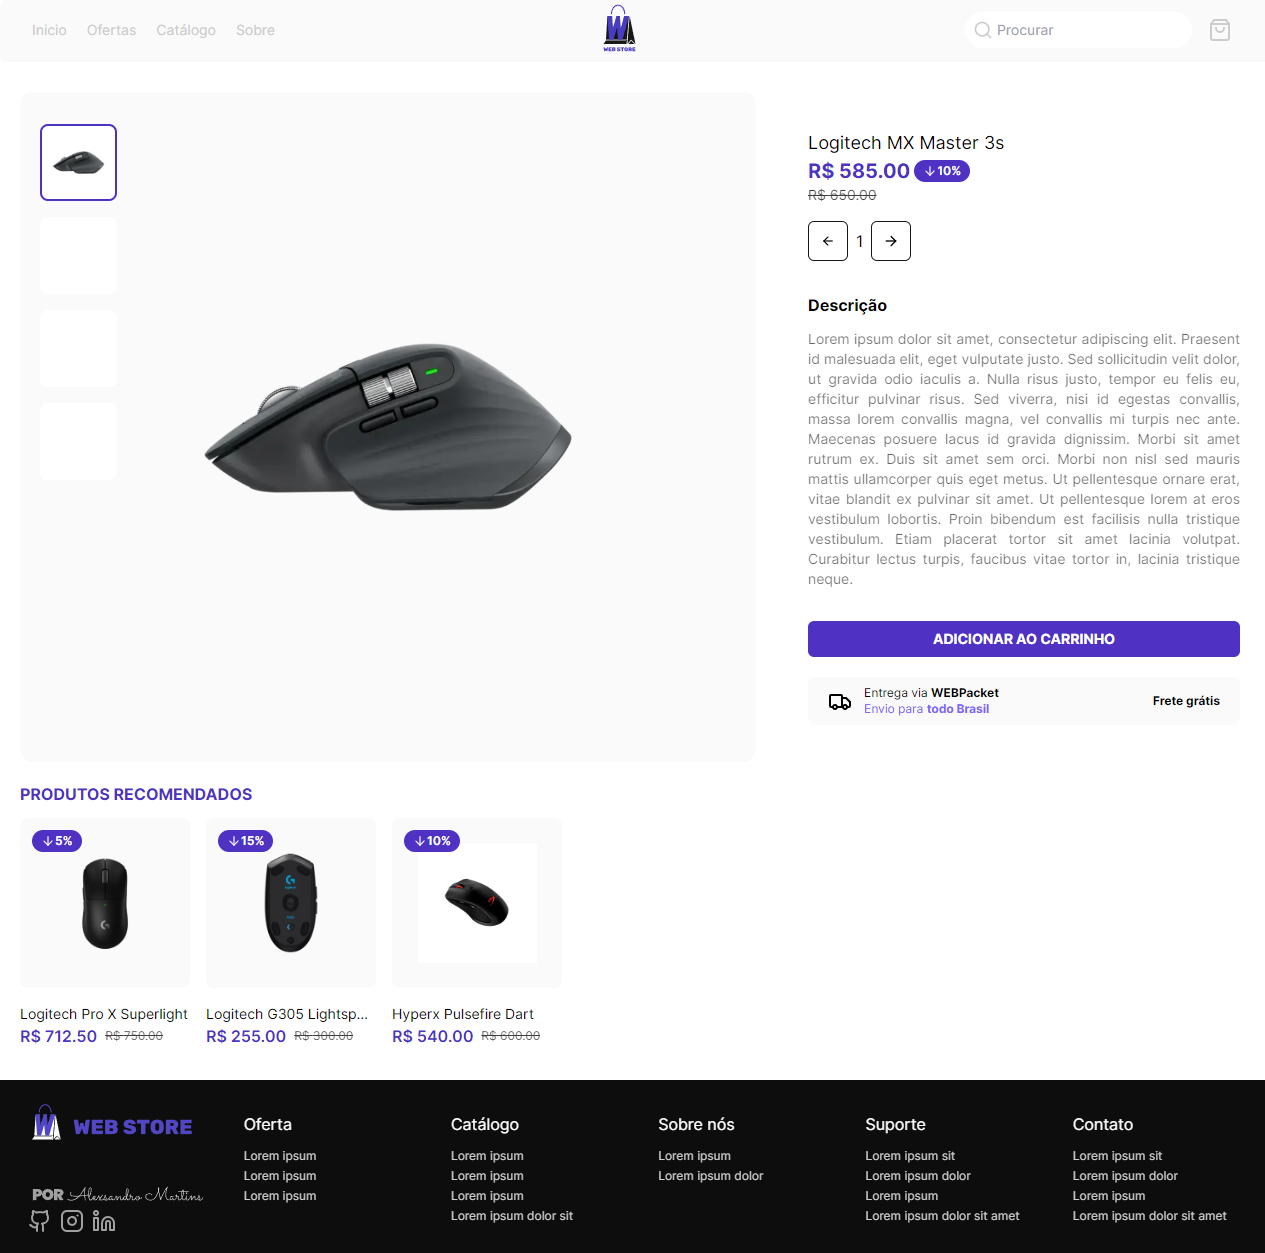 Inicio Ofertas Catálogo Sobre
W
WEB STORE
Procurar
Logitech MX Master 3s
R$ 585.00 ↓10%
R$ 650.00
← 1 →
Descrição
Lorem ipsum dolor sit amet, consectetur adipiscing elit. Praesent
id malesuada elit, eget vulputate justo. Sed sollicitudin velit dolor,
ut gravida odio iaculis a. Nulla risus justo, tempor eu felis eu,
efficitur pulvinar risus. Sed viverra, nisi id egestas convallis,
massa lorem convallis magna, vel convallis mi turpis nec ante.
Maecenas posuere lacus id gravida dignissim. Morbi sit amet
rutrum ex. Duis sit amet sem orci. Morbi non nisl sed mauris
mattis ullamcorper quis eget metus. Ut pellentesque ornare erat,
vitae blandit ex pulvinar sit amet. Ut pellentesque lorem at eros
vestibulum lobortis. Proin bibendum est facilisis nulla tristique
vestibulum. Etiam placerat tortor sit amet lacinia volutpat.
Curabitur lectus turpis, faucibus vitae tortor in, lacinia tristique
neque.
ADICIONAR AO CARRINHO
Entrega via WEBPacket
Envio para todo Brasil
Frete grátis
PRODUTOS RECOMENDADOS
↓5%
Logitech Pro X Superlight
R$ 712.50 R$ 750.00
↓15%
Logitech G305 Lightsp...
R$ 255.00 R$ 300.00
↓10%
Hyperx Pulsefire Dart
R$ 540.00 R$ 600.00
W WEB STORE
POR Alexsandro Martins
Oferta
Lorem ipsum
Lorem ipsum
Lorem ipsum
Catálogo
Lorem ipsum
Lorem ipsum
Lorem ipsum
Lorem ipsum dolor sit
Sobre nós
Lorem ipsum
Lorem ipsum dolor
Suporte
Lorem ipsum sit
Lorem ipsum dolor
Lorem ipsum
Lorem ipsum dolor sit amet
Contato
Lorem ipsum sit
Lorem ipsum dolor
Lorem ipsum
Lorem ipsum dolor sit amet